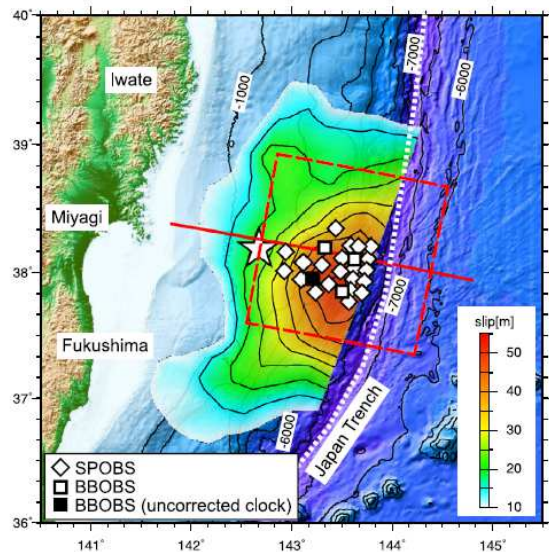 40°
Iwate
-1000
-7000
-6000
39°
Miyagi
38°
-7000
Fukushima
slip[m]
50
40
30
20
10
37°
-6000
Japan Trench
SPOBS
BBOBS
BBOBS (uncorrected clock)
36°
141° 142° 143° 144° 145°